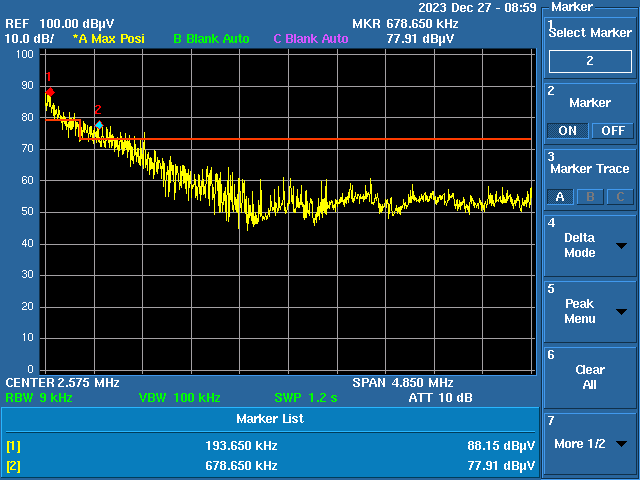 2023 Dec 27 - 08:59
Marker
REF 100.00 dBµV
MKR 678.650 kHz
10.0 dB/
*A Max Posi
B Blank Auto
C Blank Auto
77.91 dBµV
100
90
80
70
60
50
40
30
20
10
0
1
2
CENTER 2.575 MHz
SPAN 4.850 MHz
RBW 9 kHz
VBW 100 kHz
SWP 1.2 s
ATT 10 dB
Marker List
[1] 193.650 kHz 88.15 dBµV
[2] 678.650 kHz 77.91 dBµV
1
Select Marker
2
2
Marker
ON OFF
3
Marker Trace
A B C
4
Delta
Mode
5
Peak
Menu
6
Clear
All
7
More 1/2